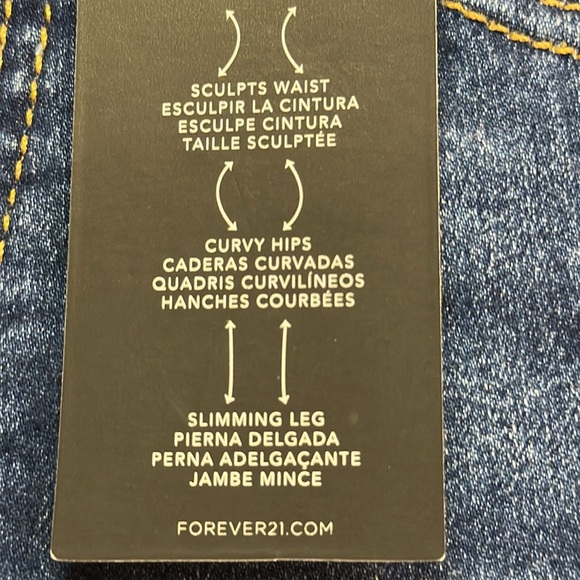 SCULPTS WAIST
ESCULPIR LA CINTURA
ESCULPE CINTURA
TAILLE SCULPTÉE
CURVY HIPS
CADERAS CURVADAS
QUADRIS CURVILÍNEOS
HANCHES COURBÉES
SLIMMING LEG
PIERNA DELGADA
PERNA ADELGAÇANTE
JAMBE MINCE
FOREVER21.COM